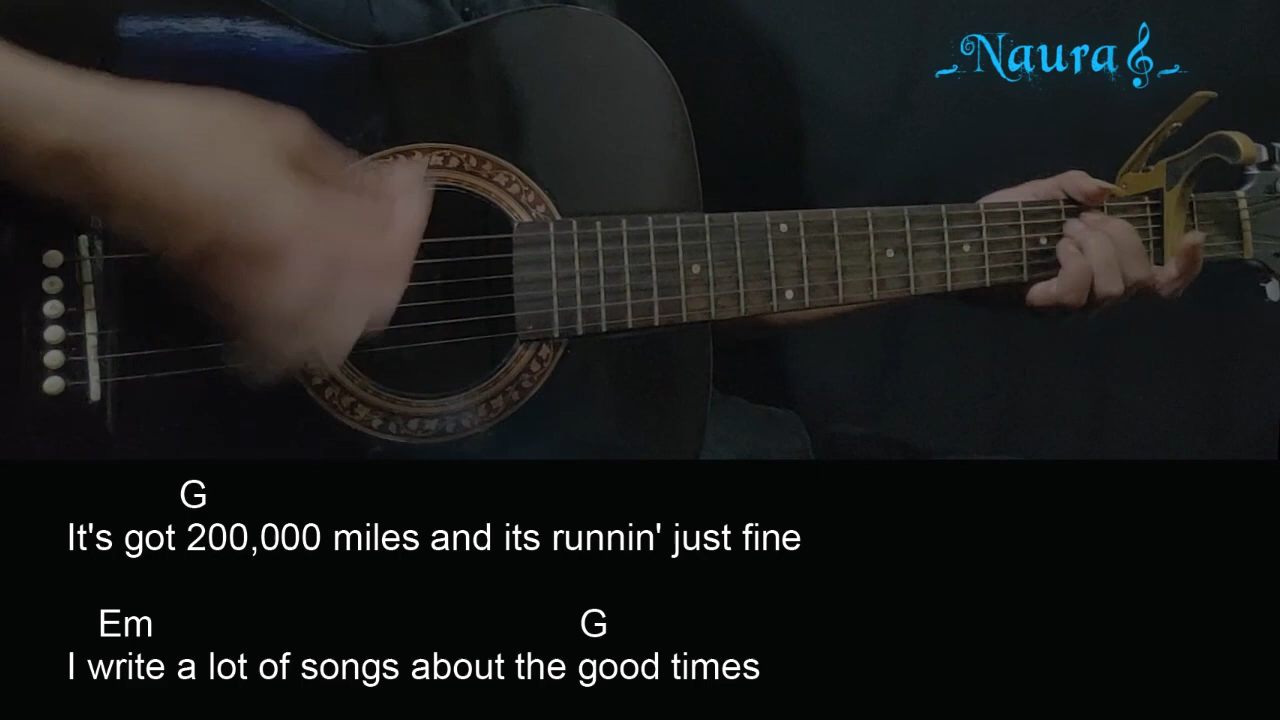 Naura
G
It's got 200,000 miles and its runnin' just fine
Em G
I write a lot of songs about the good times